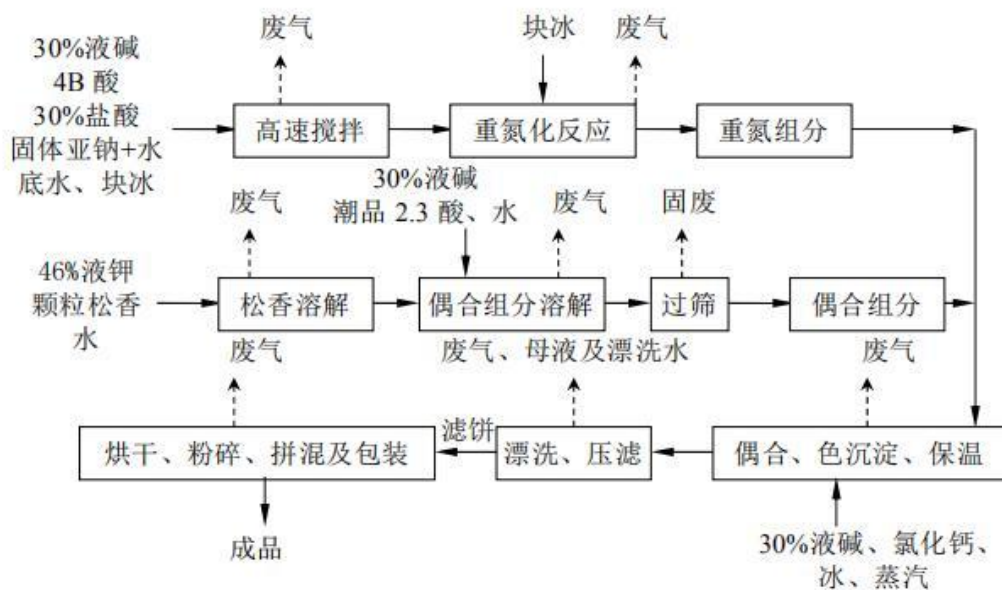 废气
块冰
废气
30%液碱
4B 酸
30%盐酸
固体亚钠+水
底水、块冰
高速搅拌
重氮化反应
重氮组分
30%液碱
潮品 2.3 酸、水
废气
废气
固废
46%液钾
颗粒松香
水
松香溶解
偶合组分溶解
过筛
偶合组分
废气
废气、母液及漂洗水
废气
烘干、粉碎、拼混及包装
滤饼
漂洗、压滤
偶合、色沉淀、保温
成品
30%液碱、氯化钙、
冰、蒸汽